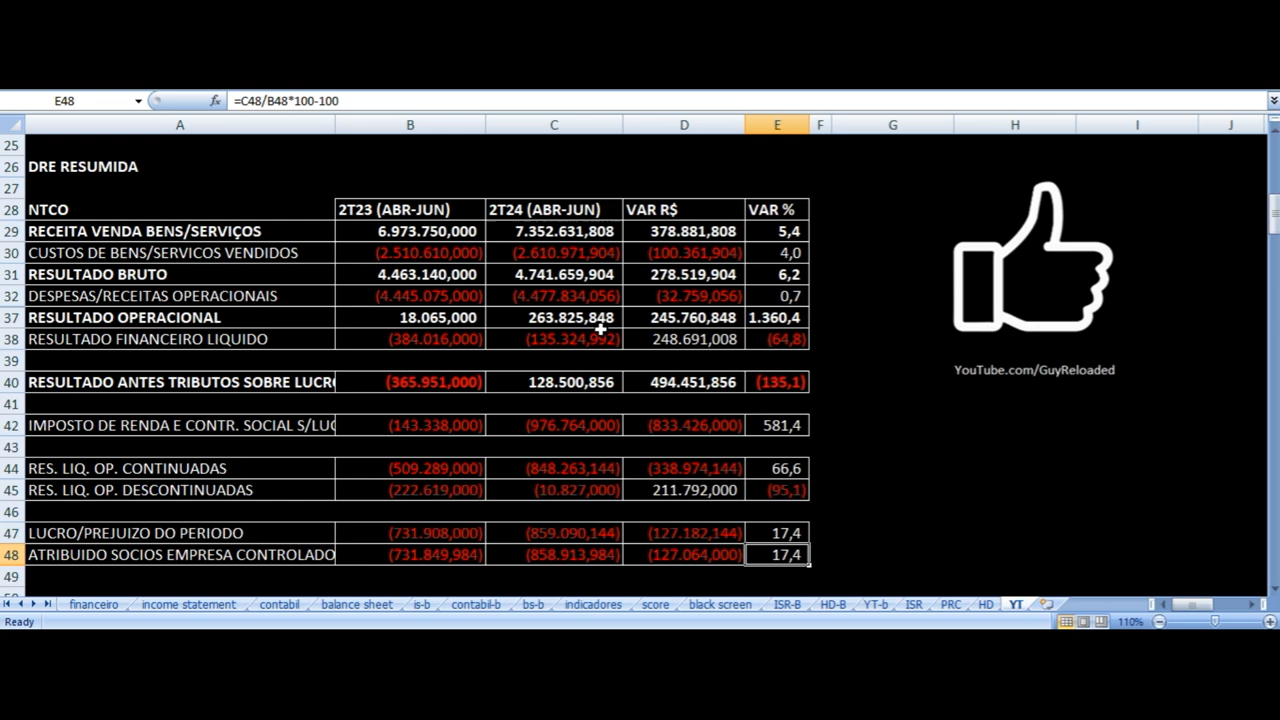 E48 fx =C48/B48*100-100
A B C D E F G H I J
25
26 DRE RESUMIDA
27
28 NTCO 2T23 (ABR-JUN) 2T24 (ABR-JUN) VAR R$ VAR %
29 RECEITA VENDA BENS/SERVIÇOS 6.973.750,000 7.352.631,808 378.881,808 5,4
30 CUSTOS DE BENS/SERVICOS VENDIDOS (2.510.610,000) (2.610.971,904) (100.361,904) 4,0
31 RESULTADO BRUTO 4.463.140,000 4.741.659,904 278.519,904 6,2
32 DESPESAS/RECEITAS OPERACIONAIS (4.445.075,000) (4.477.834,056) (32.759,056) 0,7
37 RESULTADO OPERACIONAL 18.065,000 263.825,848 245.760,848 1.360,4
38 RESULTADO FINANCEIRO LIQUIDO (384.016,000) (135.324,992) 248.691,008 (64,8)
YouTube.com/GuyReloaded
39
40 RESULTADO ANTES TRIBUTOS SOBRE LUCR (365.951,000) 128.500,856 494.451,856 (135,1)
41
42 IMPOSTO DE RENDA E CONTR. SOCIAL S/LUC (143.338,000) (976.764,000) (833.426,000) 581,4
43
44 RES. LIQ. OP. CONTINUADAS (509.289,000) (848.263,144) (338.974,144) 66,6
45 RES. LIQ. OP. DESCONTINUADAS (222.619,000) (10.827,000) 211.792,000 (95,1)
46
47 LUCRO/PREJUIZO DO PERIODO (731.908,000) (859.090,144) (127.182,144) 17,4
48 ATRIBUIDO SOCIOS EMPRESA CONTROLADO (731.849,984) (858.913,984) (127.064,000) 17,4
49
financeiro income statement contabil balance sheet is-b contabil-b bs-b indicadores score black screen ISR-B HD-B YT-b ISR PRC HD YT
Ready 110%